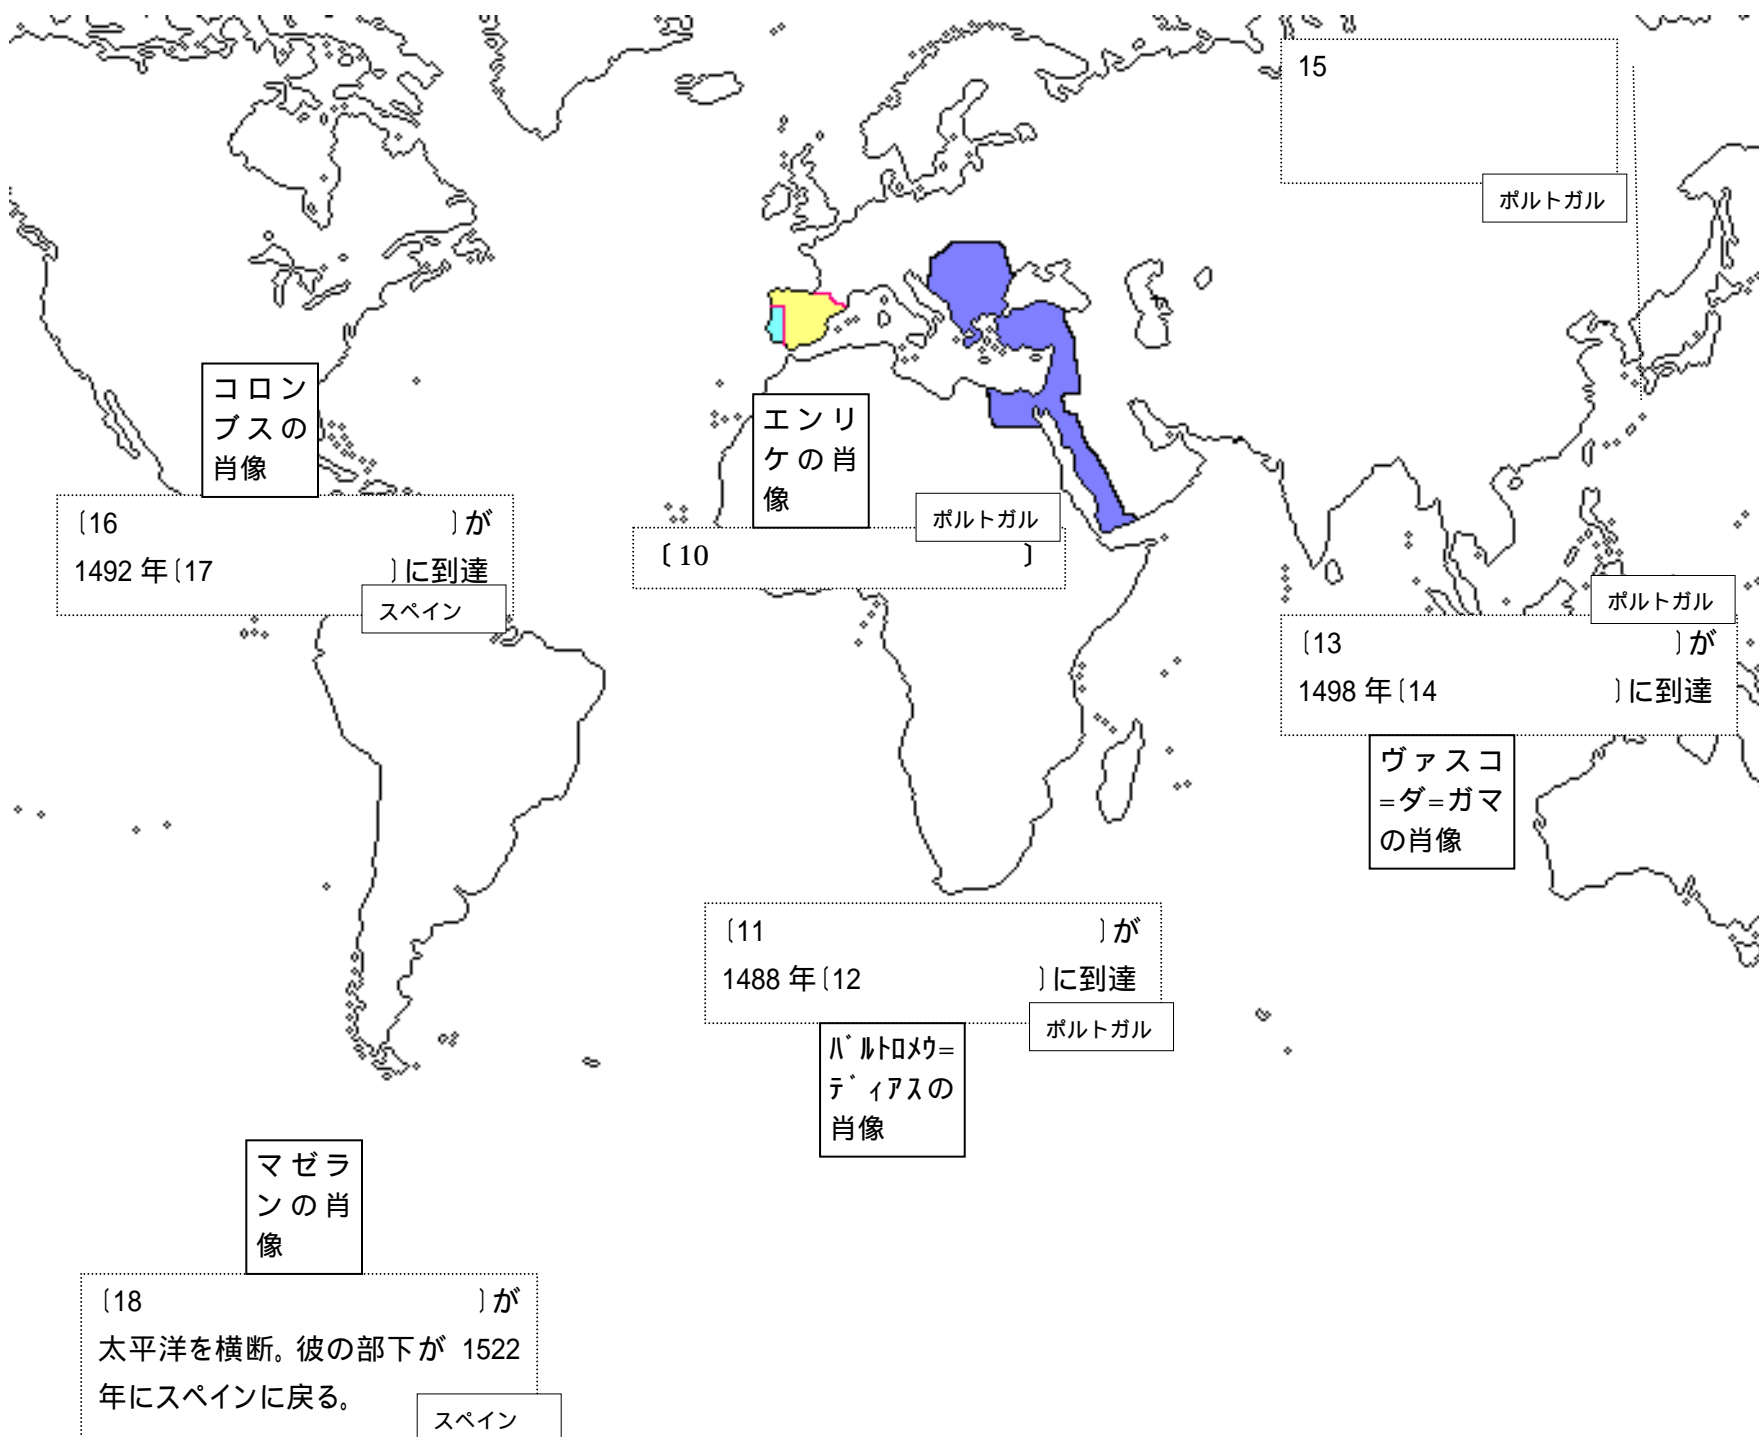 15
ポルトガル
コロン
ブスの
肖像
エンリ
ケの肖
像
〔16 〕が
1492 年〔17 〕に到達
スペイン
ポルトガル
〔10 〕
ポルトガル
〔13 〕が
1498 年〔14 〕に到達
ヴァスコ
=ダ=ガマ
の肖像
〔11 〕が
1488 年〔12 〕に到達
ポルトガル
バルトロメウ=
ディアスの
肖像
マゼラ
ンの肖
像
〔18 〕が
太平洋を横断。彼の部下が 1522
年にスペインに戻る。
スペイン